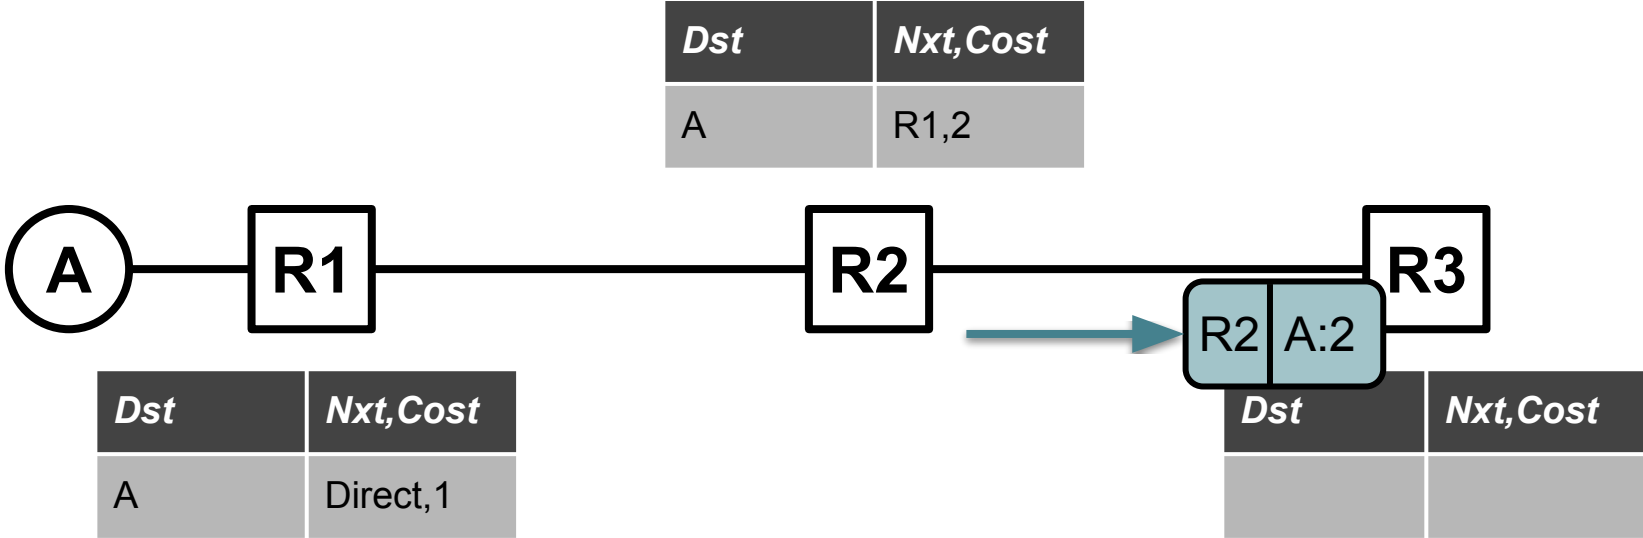 Dst Nxt,Cost
A R1,2
A R1 R2 R3
R2 A:2
Dst Nxt,Cost
A Direct,1
Dst Nxt,Cost